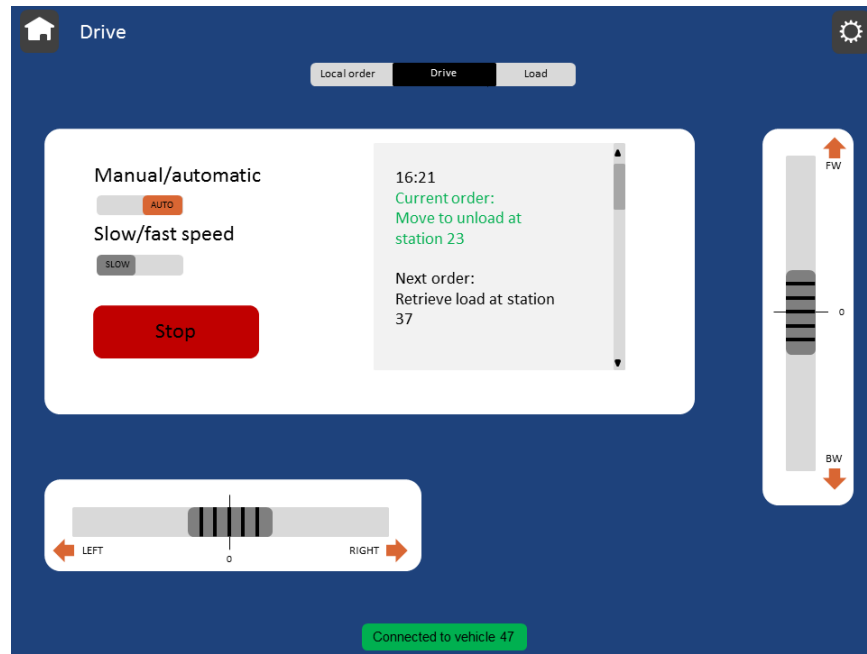 Drive
Local order
Drive
Load
Manual/automatic
AUTO
Slow/fast speed
SLOW
Stop
16:21
Current order:
Move to unload at
station 23
Next order:
Retrieve load at station
37
FW
0
BW
LEFT
0
RIGHT
Connected to vehicle 47